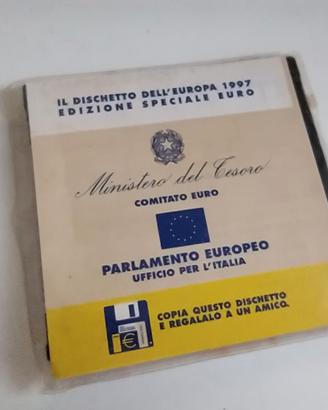 IL DISCHETTO DELL'EUROPA 1997
EDIZIONE SPECIALE EURO
Ministero del Tesoro
COMITATO EURO
PARLAMENTO EUROPEO
UFFICIO PER L'ITALIA
COPIA QUESTO DISCHETTO
E REGALALO A UN AMICO.
€